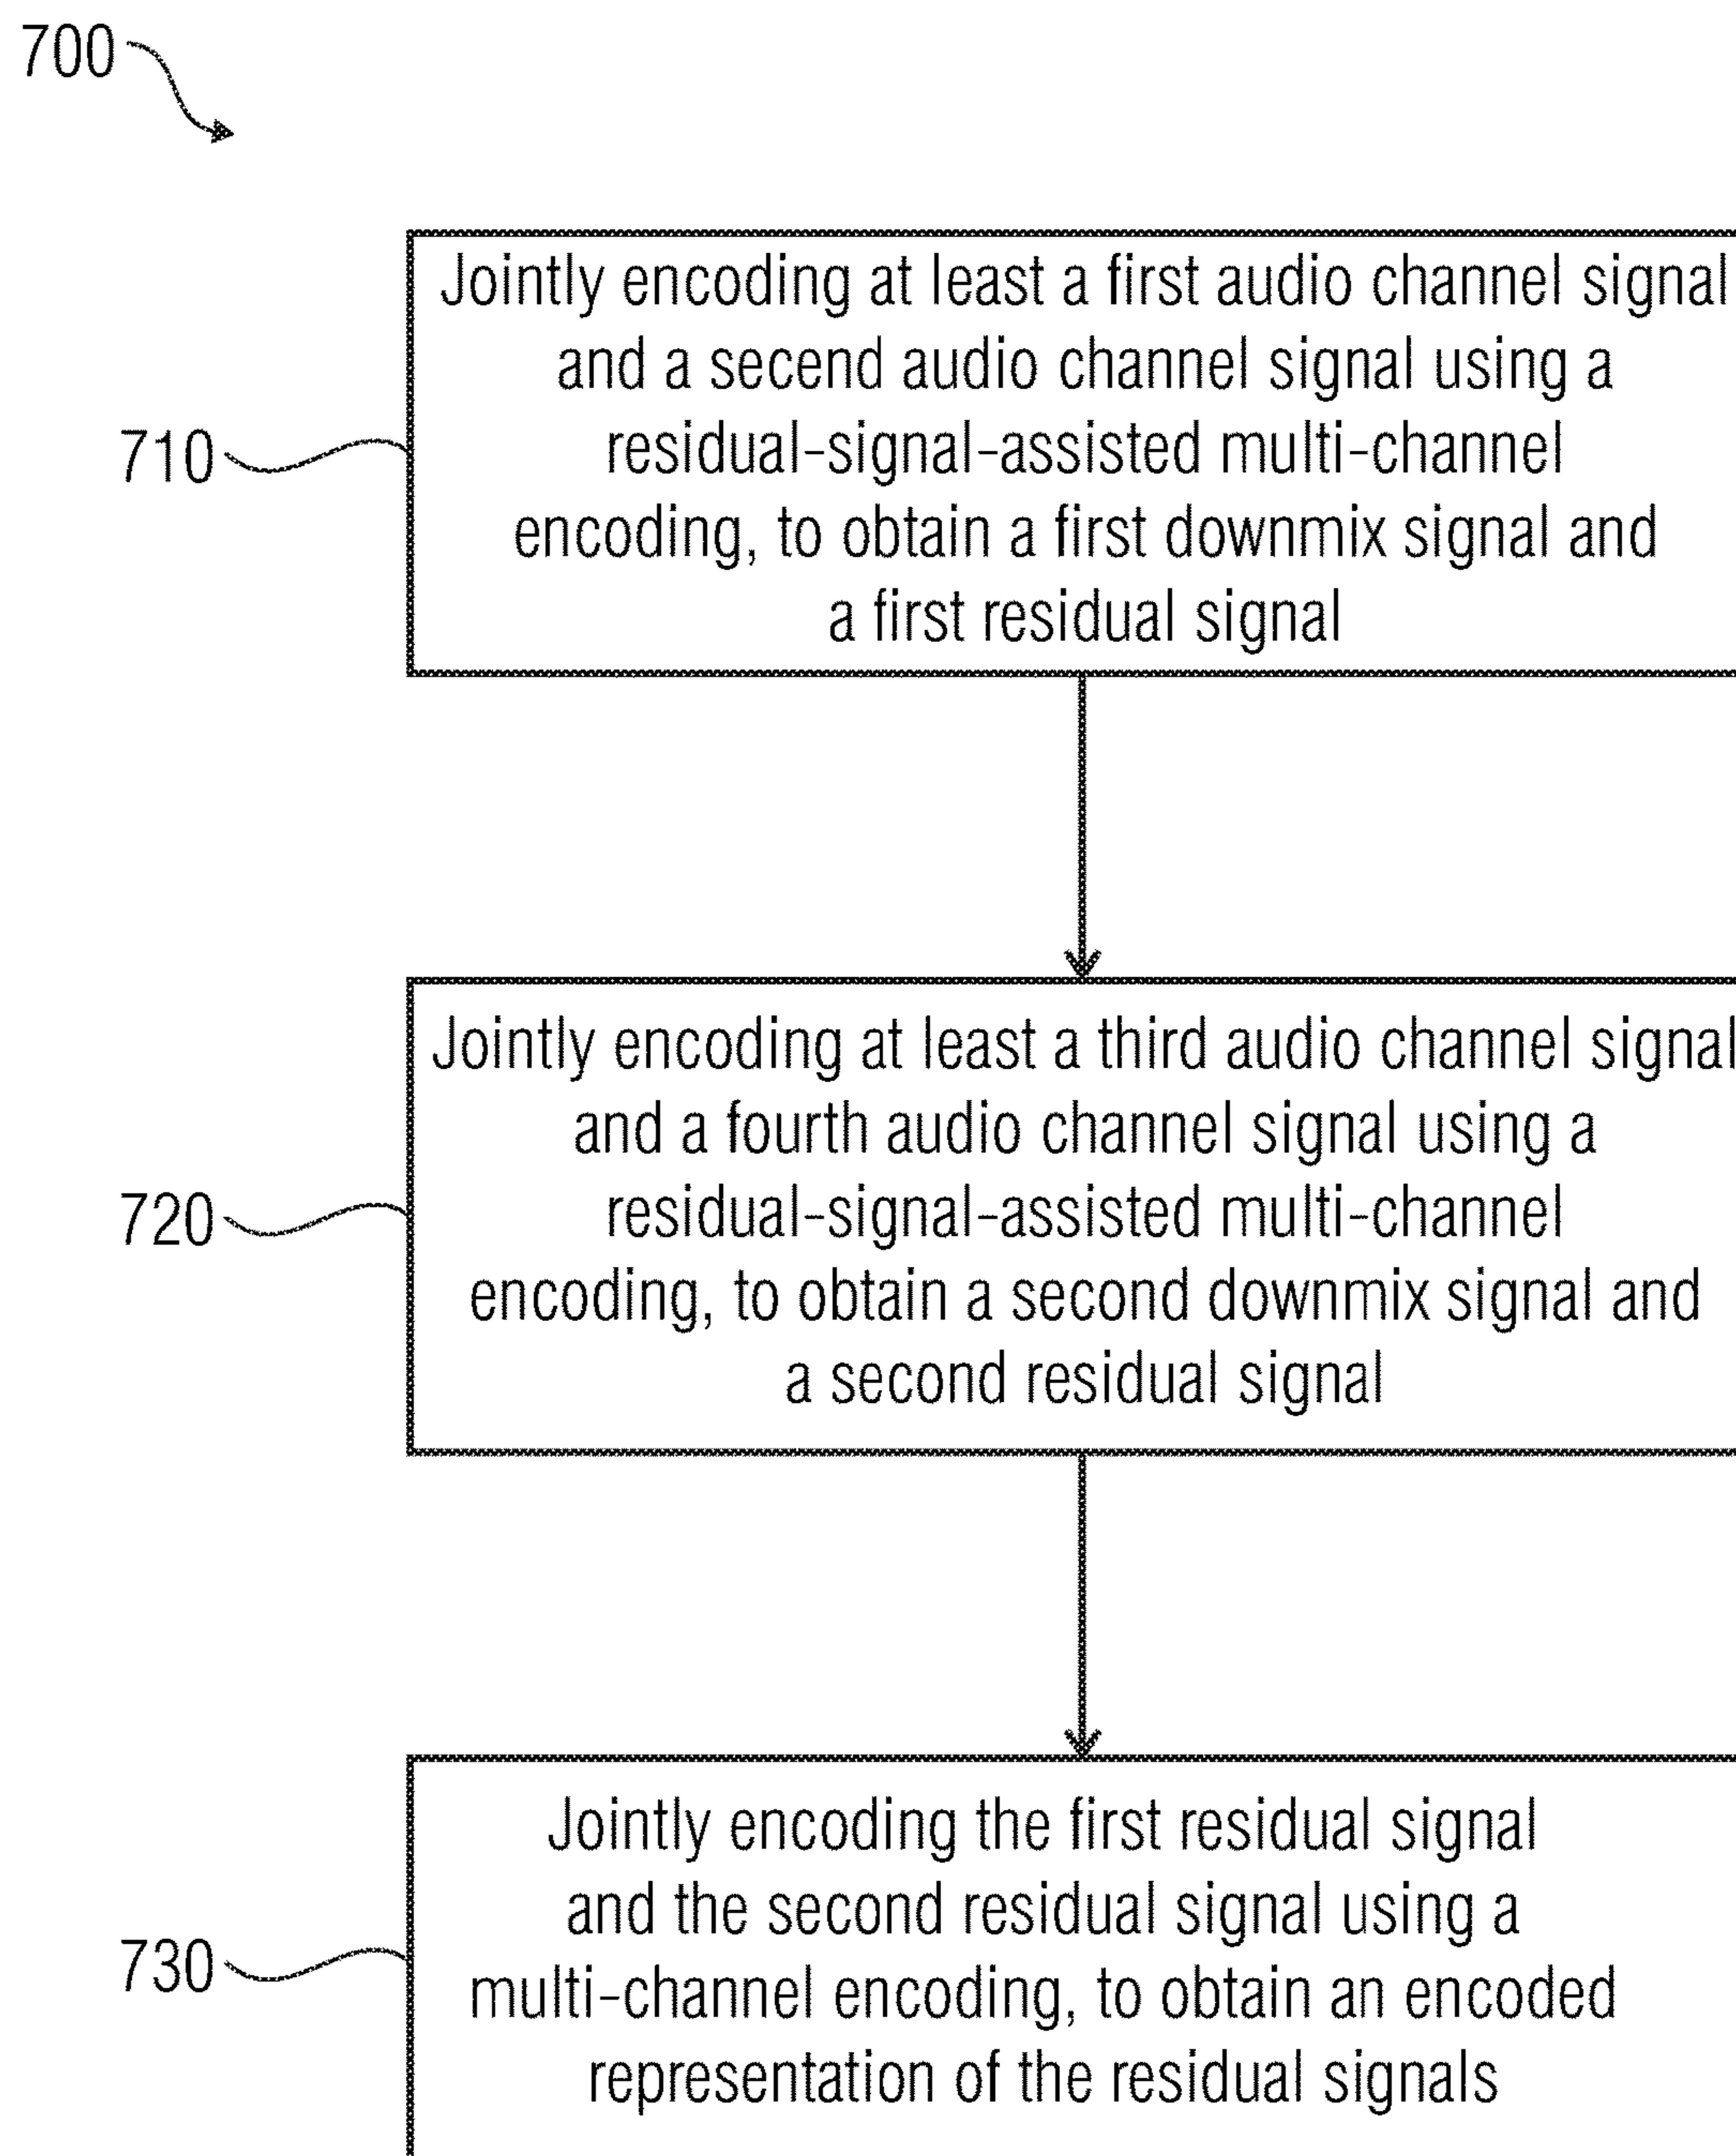 700
Jointly encoding at least a first audio channel signal
and a secend audio channel signal using a
710
residual-signal-assisted multi-channel
encoding, to obtain a first downmix signal and
a first residual signal
Jointly encoding at least a third audio channel signal
and a fourth audio channel signal using a
720
residual-signal-assisted multi-channel
encoding, to obtain a second downmix signal and
a second residual signal
Jointly encoding the first residual signal
and the second residual signal using a
730
multi-channel encoding, to obtain an encoded
representation of the residual signals